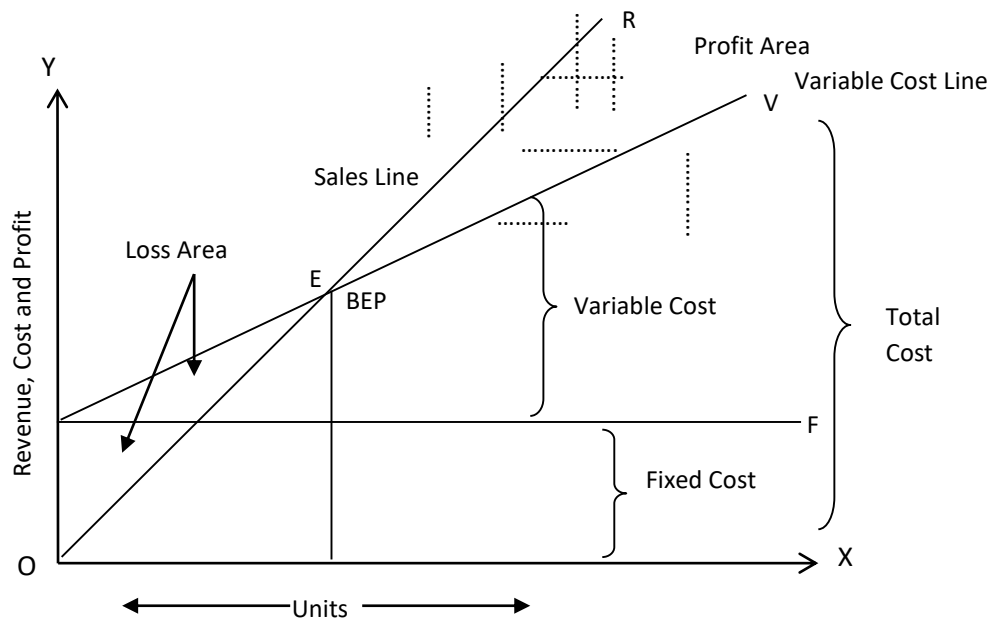 R
Profit Area
Y
Variable Cost Line
V
Sales Line
Loss Area
E
BEP
Variable Cost
Total
Cost
Revenue, Cost and Profit
F
Fixed Cost
O
X
Units